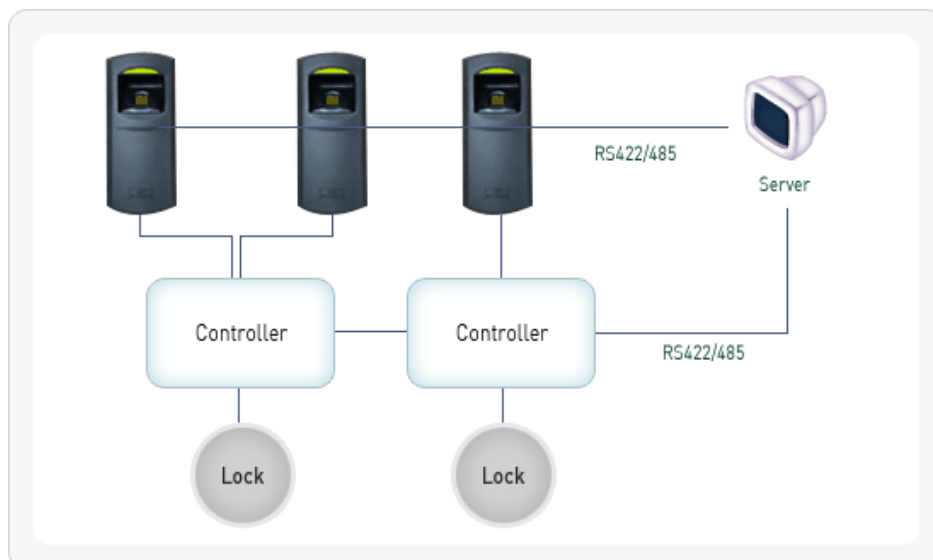 RS422/485
Server
Controller
Controller
RS422/485
Lock
Lock